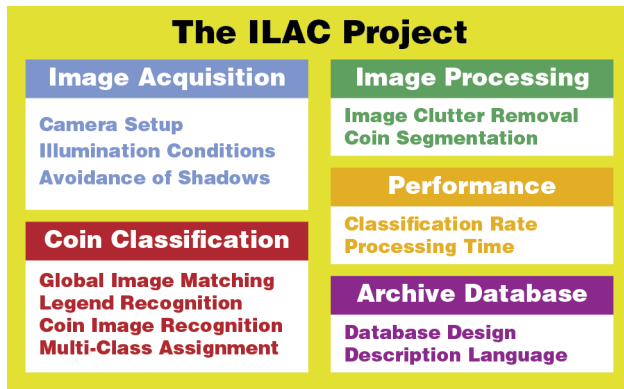 The ILAC Project
Image Acquisition
Camera Setup
Illumination Conditions
Avoidance of Shadows
Coin Classification
Global Image Matching
Legend Recognition
Coin Image Recognition
Multi-Class Assignment
Image Processing
Image Clutter Removal
Coin Segmentation
Performance
Classification Rate
Processing Time
Archive Database
Database Design
Description Language